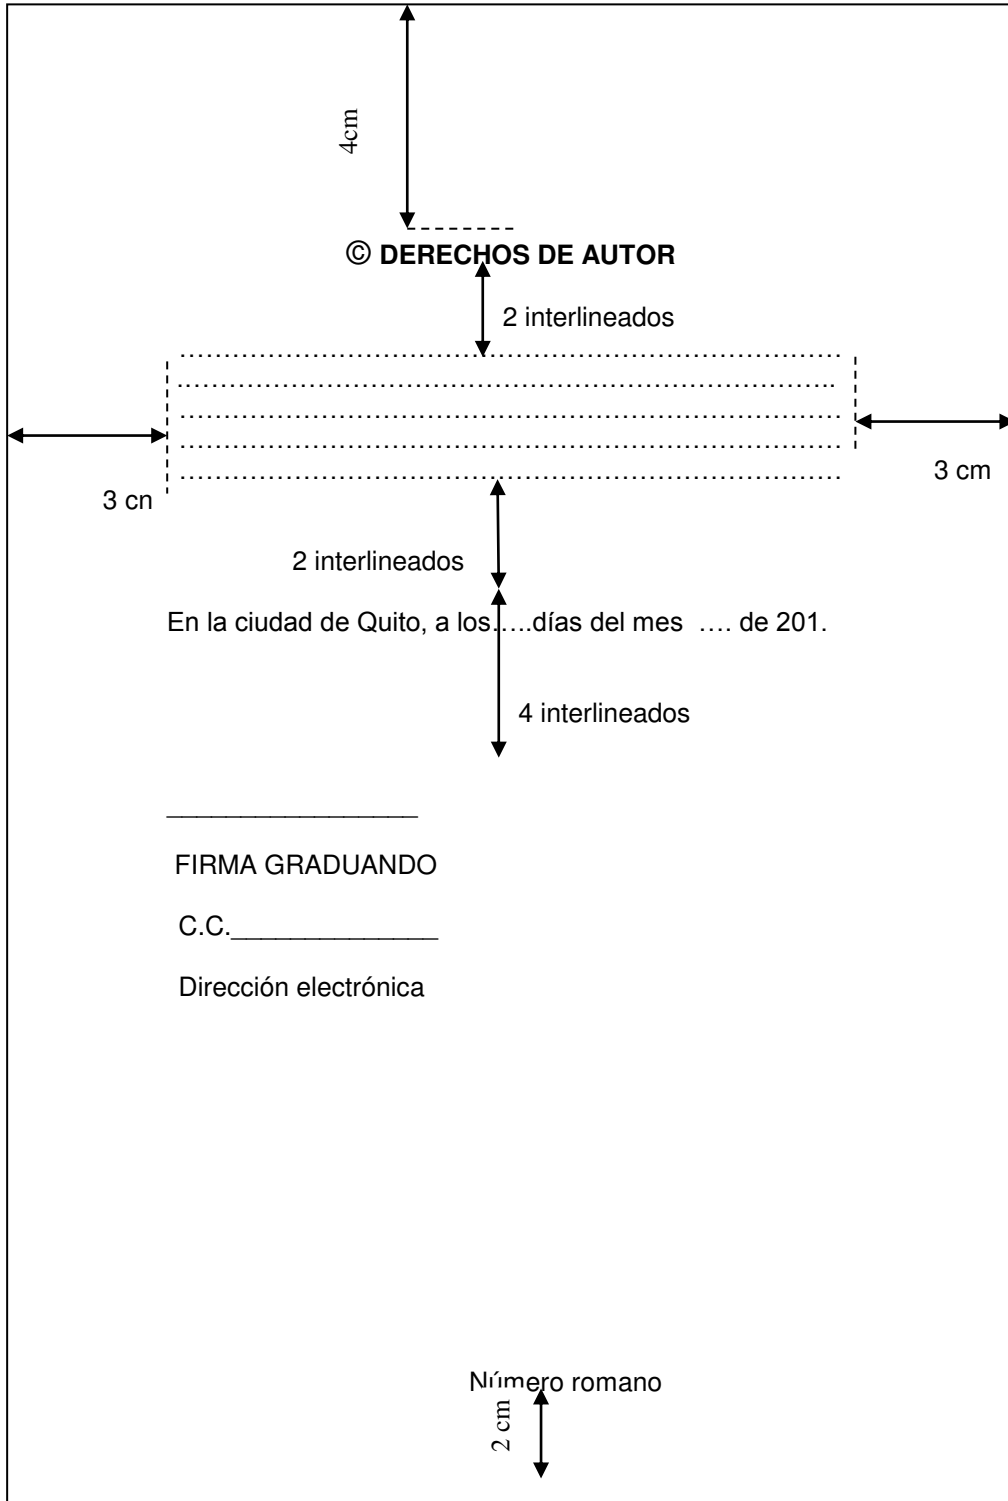 4cm
© DERECHOS DE AUTOR
2 interlineados
……………………………………………………………………
……………………………………………………………………..
……………………………………………………………………
……………………………………………………………………
……………………………………………………………………
3 cn
3 cm
2 interlineados
En la ciudad de Quito, a los…..días del mes …. de 201.
4 interlineados
_________________
FIRMA GRADUANDO
C.C.______________
Dirección electrónica
Número romano
2 cm